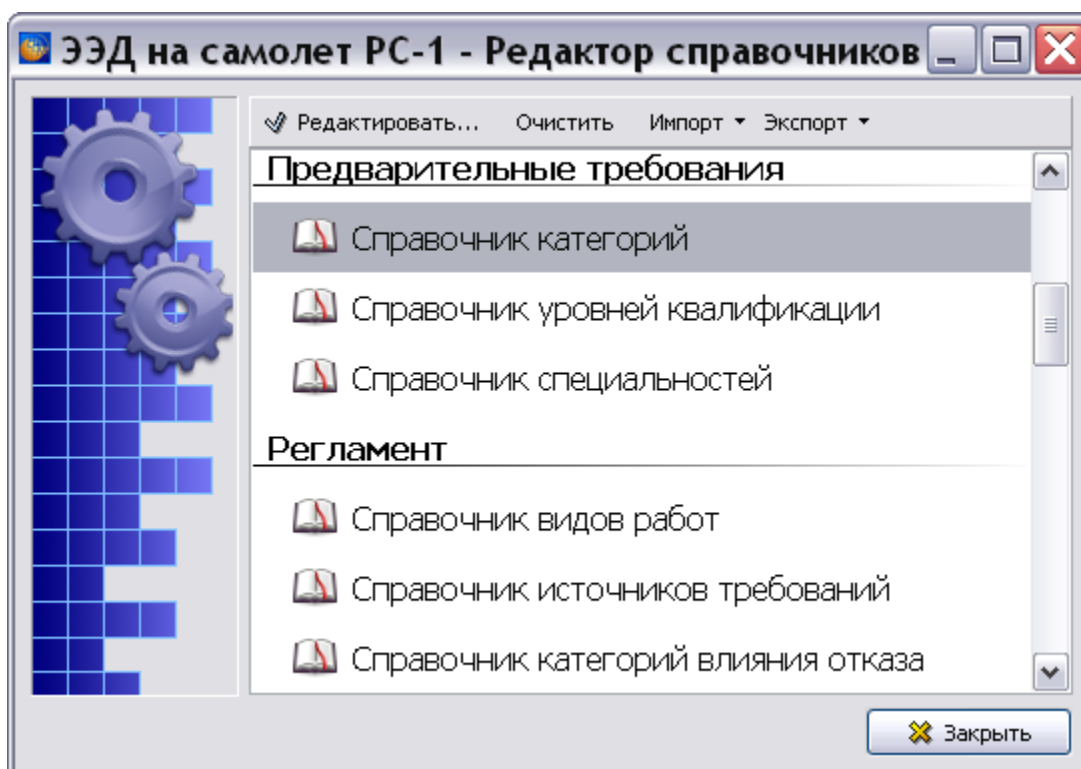 ЭЭД на самолет РС-1 - Редактор справочников
Редактировать... Очистить Импорт Экспорт
Предварительные требования
Справочник категорий
Справочник уровней квалификации
Справочник специальностей
Регламент
Справочник видов работ
Справочник источников требований
Справочник категорий влияния отказа
Закрыть